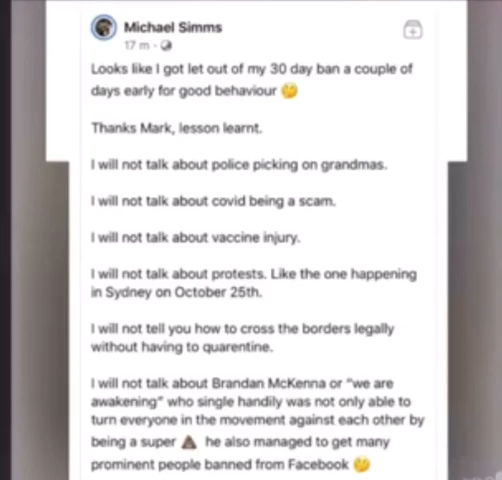 Michael Simms
17 m
Looks like I got let out of my 30 day ban a couple of
days early for good behaviour 🤔
Thanks Mark, lesson learnt.
I will not talk about police picking on grandmas.
I will not talk about covid being a scam.
I will not talk about vaccine injury.
I will not talk about protests. Like the one happening
in Sydney on October 25th.
I will not tell you how to cross the borders legally
without having to quarentine.
I will not talk about Brandan McKenna or "we are
awakening" who single handily was not only able to
turn everyone in the movement against each other by
being a super 💩 he also managed to get many
prominent people banned from Facebook 🤔